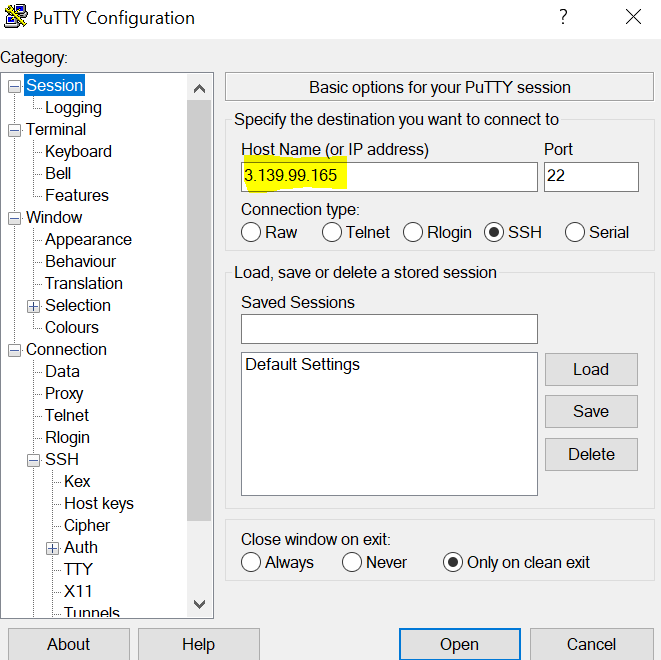 PuTTY Configuration
?
Category:
Session
Logging
Terminal
Keyboard
Bell
Features
Window
Appearance
Behaviour
Translation
Selection
Colours
Connection
Data
Proxy
Telnet
Rlogin
SSH
Kex
Host keys
Cipher
Auth
TTY
X11
Tunnels
Basic options for your PuTTY session
Specify the destination you want to connect to
Host Name (or IP address) Port
3.139.99.165 22
Connection type:
Raw Telnet Rlogin SSH Serial
Load, save or delete a stored session
Saved Sessions
Default Settings
Load
Save
Delete
Close window on exit:
Always Never Only on clean exit
About Help Open Cancel